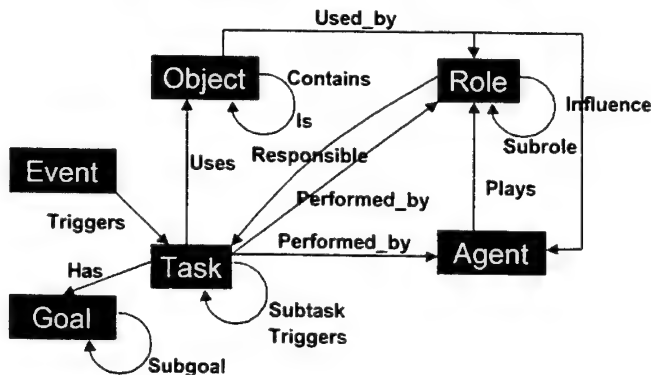 Used_by
Object
Contains
Is
Role
Influence
Subrole
Responsible
Uses
Event
Triggers
Performed_by
Plays
Performed_by
Agent
Has
Task
Goal
Subtask
Triggers
Subgoal